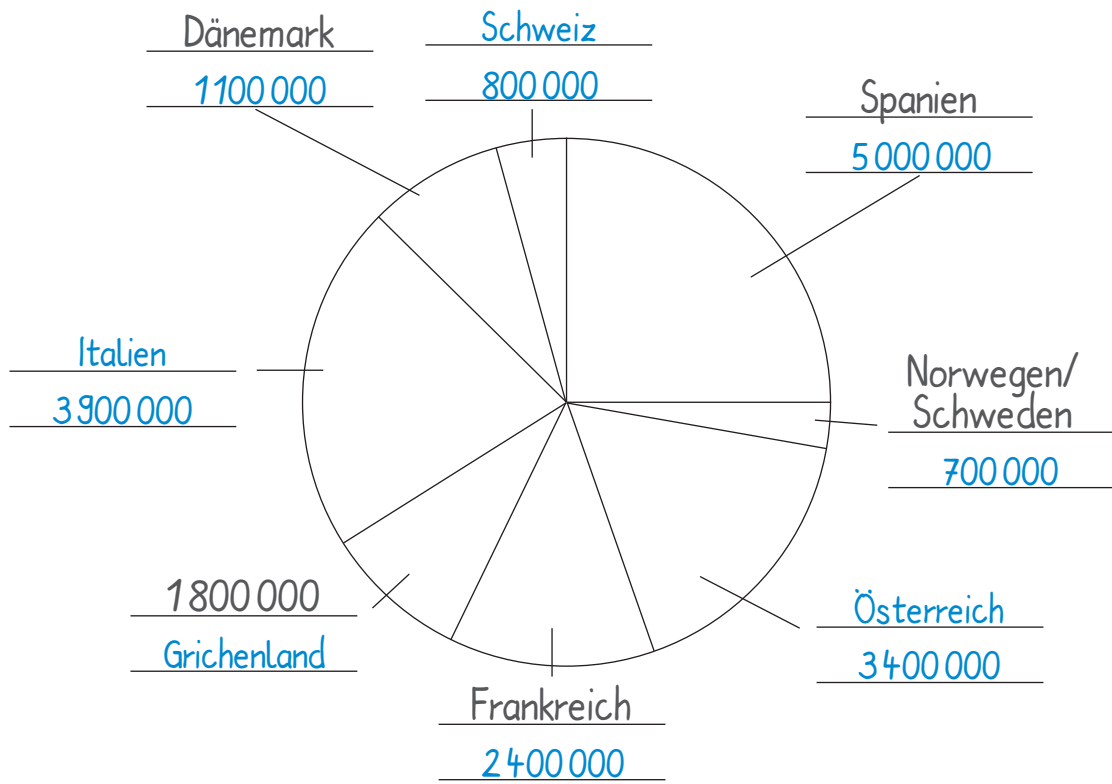 Dänemark
1100 000
Schweiz
800 000
Spanien
5 000 000
Italien
3 900 000
Norwegen/
Schweden
700 000
1 800 000
Grichenland
Österreich
3 400 000
Frankreich
2 400 000